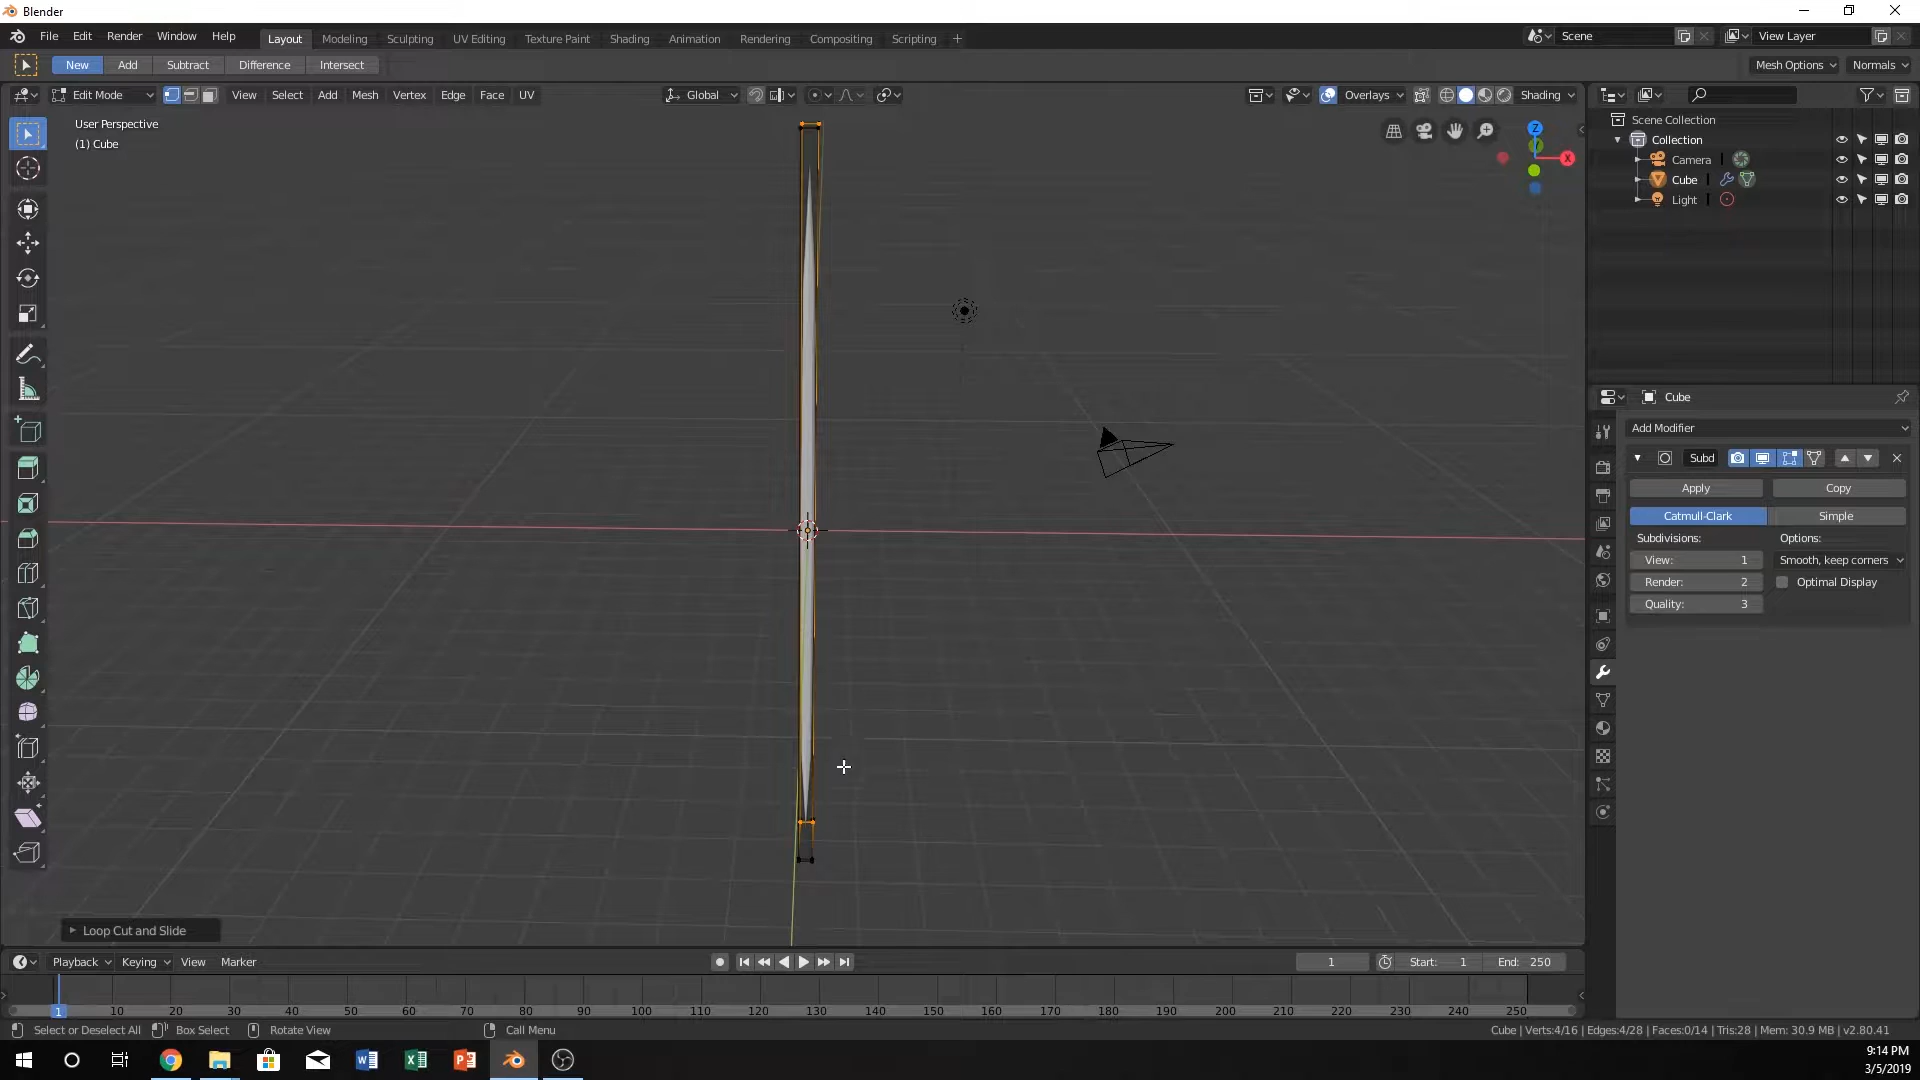 Blender
File Edit Render Window Help Layout Modeling Sculpting UV Editing Texture Paint Shading Animation Rendering Compositing Scripting + Scene View Layer
New Add Subtract Difference Intersect Mesh Options Normals
Edit Mode View Select Add Mesh Vertex Edge Face UV Global Overlays Shading
User Perspective
(1) Cube
Z
X
Scene Collection
Collection
Camera
Cube
Light
Cube
Add Modifier
Subd
Apply Copy
Catmull-Clark Simple
Subdivisions: Options:
View: 1 Smooth, keep corners
Render: 2 Optimal Display
Quality: 3
Loop Cut and Slide
Playback Keying View Marker 1 Start: 1 End: 250
1 10 20 30 40 50 60 70 80 90 100 110 120 130 140 150 160 170 180 190 200 210 220 230 240 250
Select or Deselect All Box Select Rotate View Call Menu Cube | Verts:4/16 | Edges:4/28 | Faces:0/14 | Tris:28 | Mem: 30.9 MB | v2.80.41
9:14 PM
3/5/2019